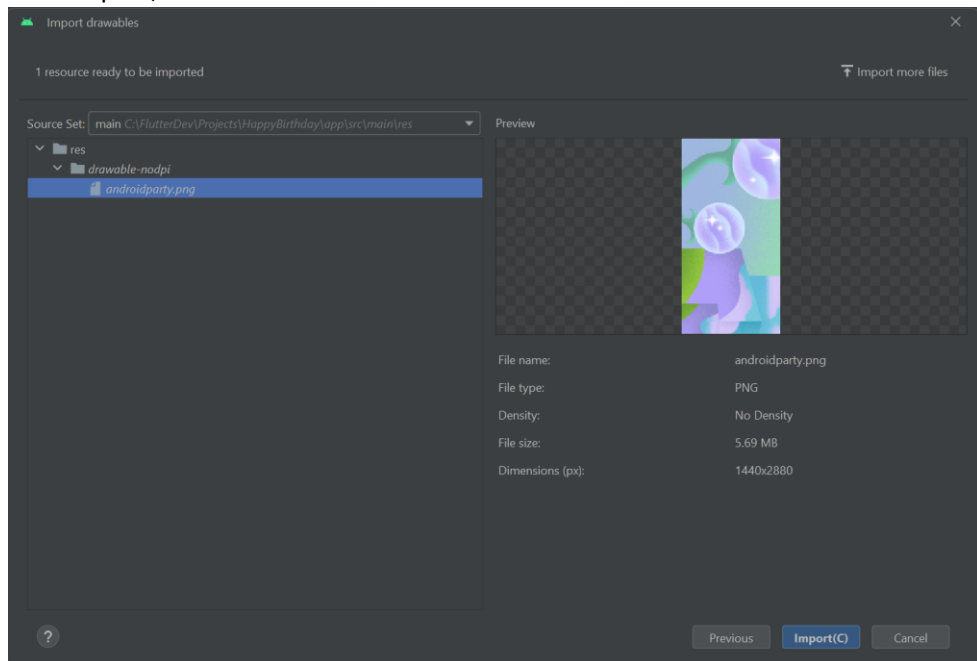 Import drawables
1 resource ready to be imported
Import more files
Source Set: main C:\FlutterDev\Projects\HappyBirthday\app\src\main\res
res
drawable-nodpi
androidparty.png
Preview
File name: androidparty.png
File type: PNG
Density: No Density
File size: 5.69 MB
Dimensions (px): 1440x2880
?
Previous Import(C) Cancel